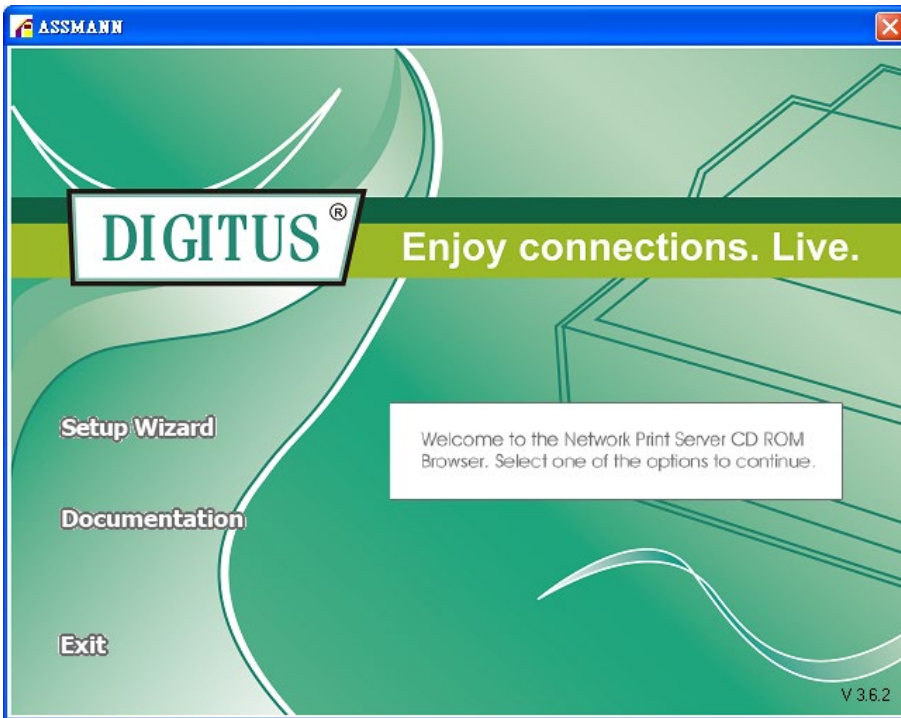 ASSMANN
DIGITUS®
Enjoy connections. Live.
Setup Wizard
Welcome to the Network Print Server CD ROM
Browser. Select one of the options to continue.
Documentation
Exit
V 3.6.2